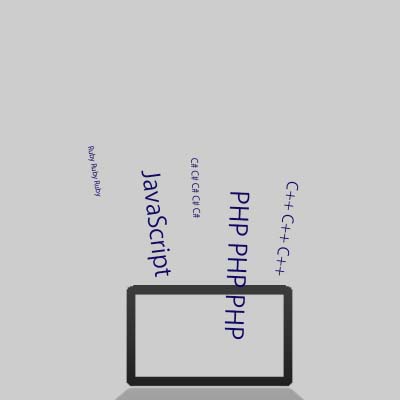 Ruby Ruby Ruby
JavaScript
C# C# C# C# C#
PHP PHP PHP
C++ C++ C++